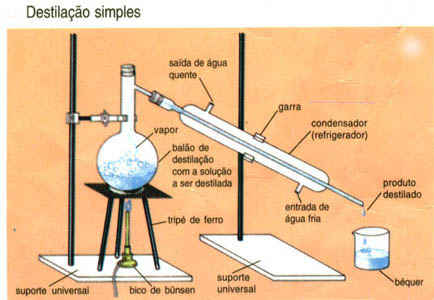 Destilação simples
saída de água
quente
garra
condensador
(refrigerador)
vapor
balão de
destilação
com a solução
a ser destilada
produto
destilado
entrada de
água fria
tripé de ferro
suporte universal
bico de bünsen
suporte
universal
béquer